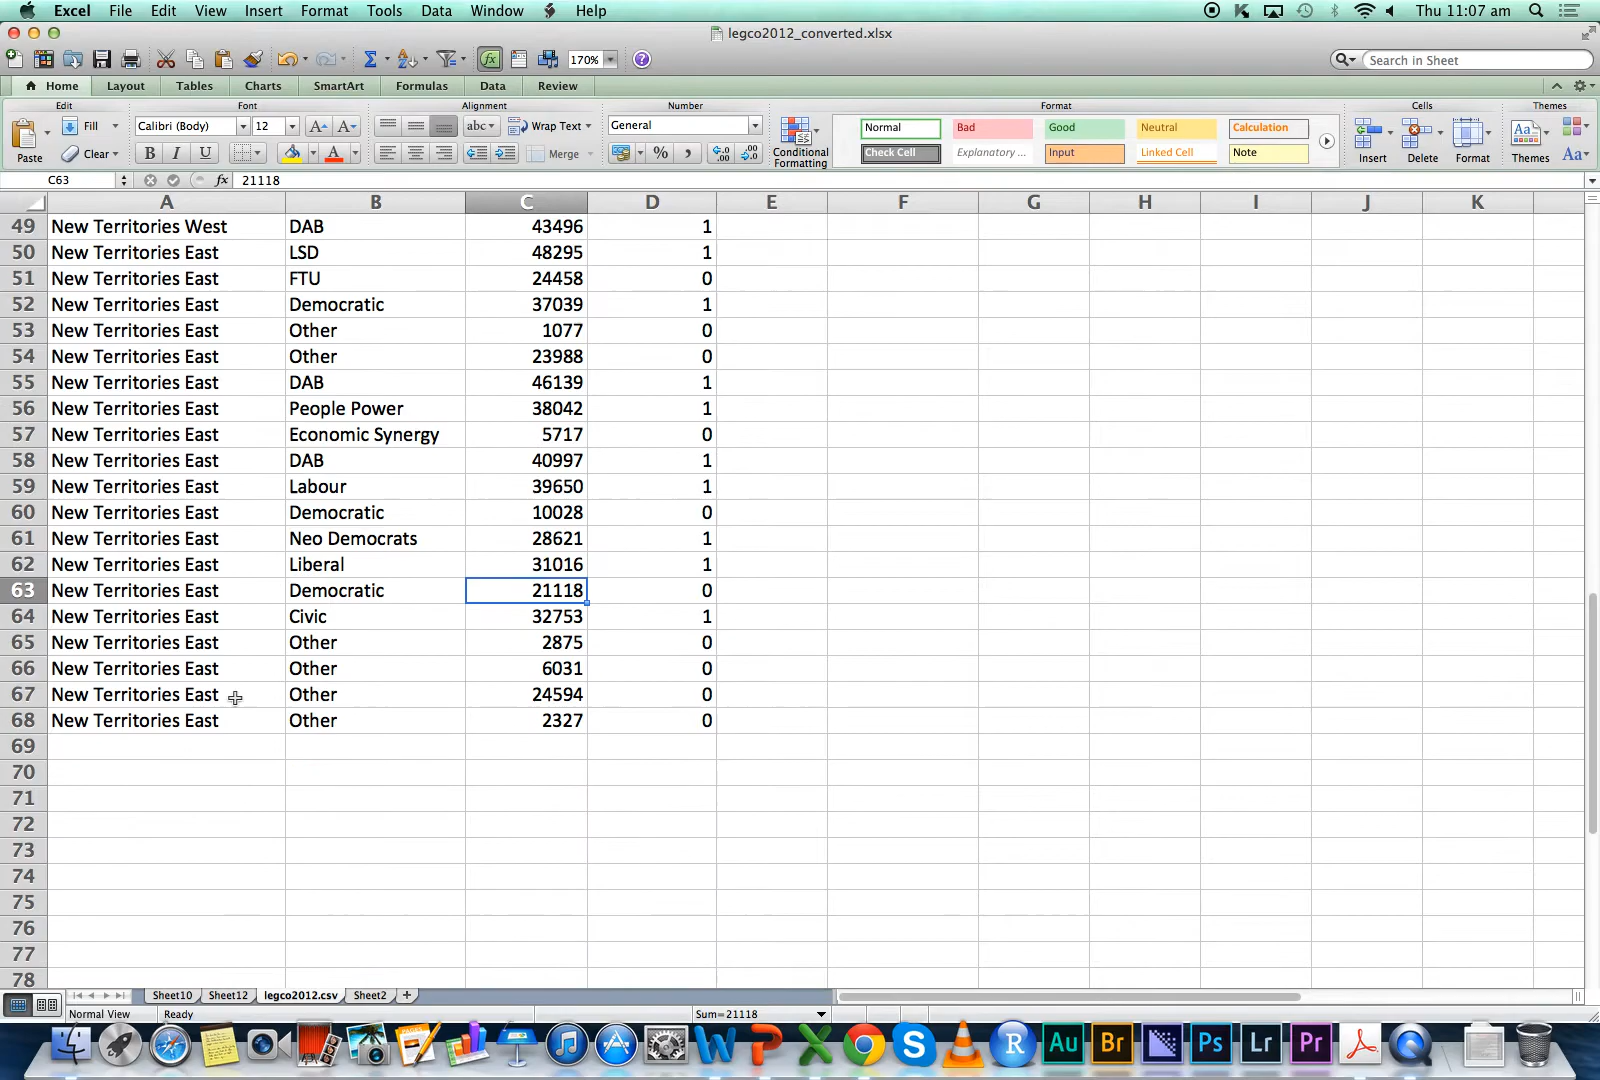 Excel File Edit View Insert Format Tools Data Window Help Thu 11:07 am
legco2012_converted.xlsx
170% Search in Sheet
Home Layout Tables Charts SmartArt Formulas Data Review
Edit Font Alignment Number Format Cells Themes
Fill Calibri (Body) 12 abc Wrap Text General Normal Bad Good Neutral Calculation
Paste Clear B I U Merge % Conditional Formatting Check Cell Explanatory ... Input Linked Cell Note Insert Delete Format Themes Aa
C63 fx 21118
A B C D E F G H I J K
49 New Territories West DAB 43496 1
50 New Territories East LSD 48295 1
51 New Territories East FTU 24458 0
52 New Territories East Democratic 37039 1
53 New Territories East Other 1077 0
54 New Territories East Other 23988 0
55 New Territories East DAB 46139 1
56 New Territories East People Power 38042 1
57 New Territories East Economic Synergy 5717 0
58 New Territories East DAB 40997 1
59 New Territories East Labour 39650 1
60 New Territories East Democratic 10028 0
61 New Territories East Neo Democrats 28621 1
62 New Territories East Liberal 31016 1
63 New Territories East Democratic 21118 0
64 New Territories East Civic 32753 1
65 New Territories East Other 2875 0
66 New Territories East Other 6031 0
67 New Territories East Other 24594 0
68 New Territories East Other 2327 0
69
70
71
72
73
74
75
76
77
78
Sheet10 Sheet12 legco2012.csv Sheet2 +
Normal View Ready Sum=21118
W P X S R Au Br Ps Lr Pr